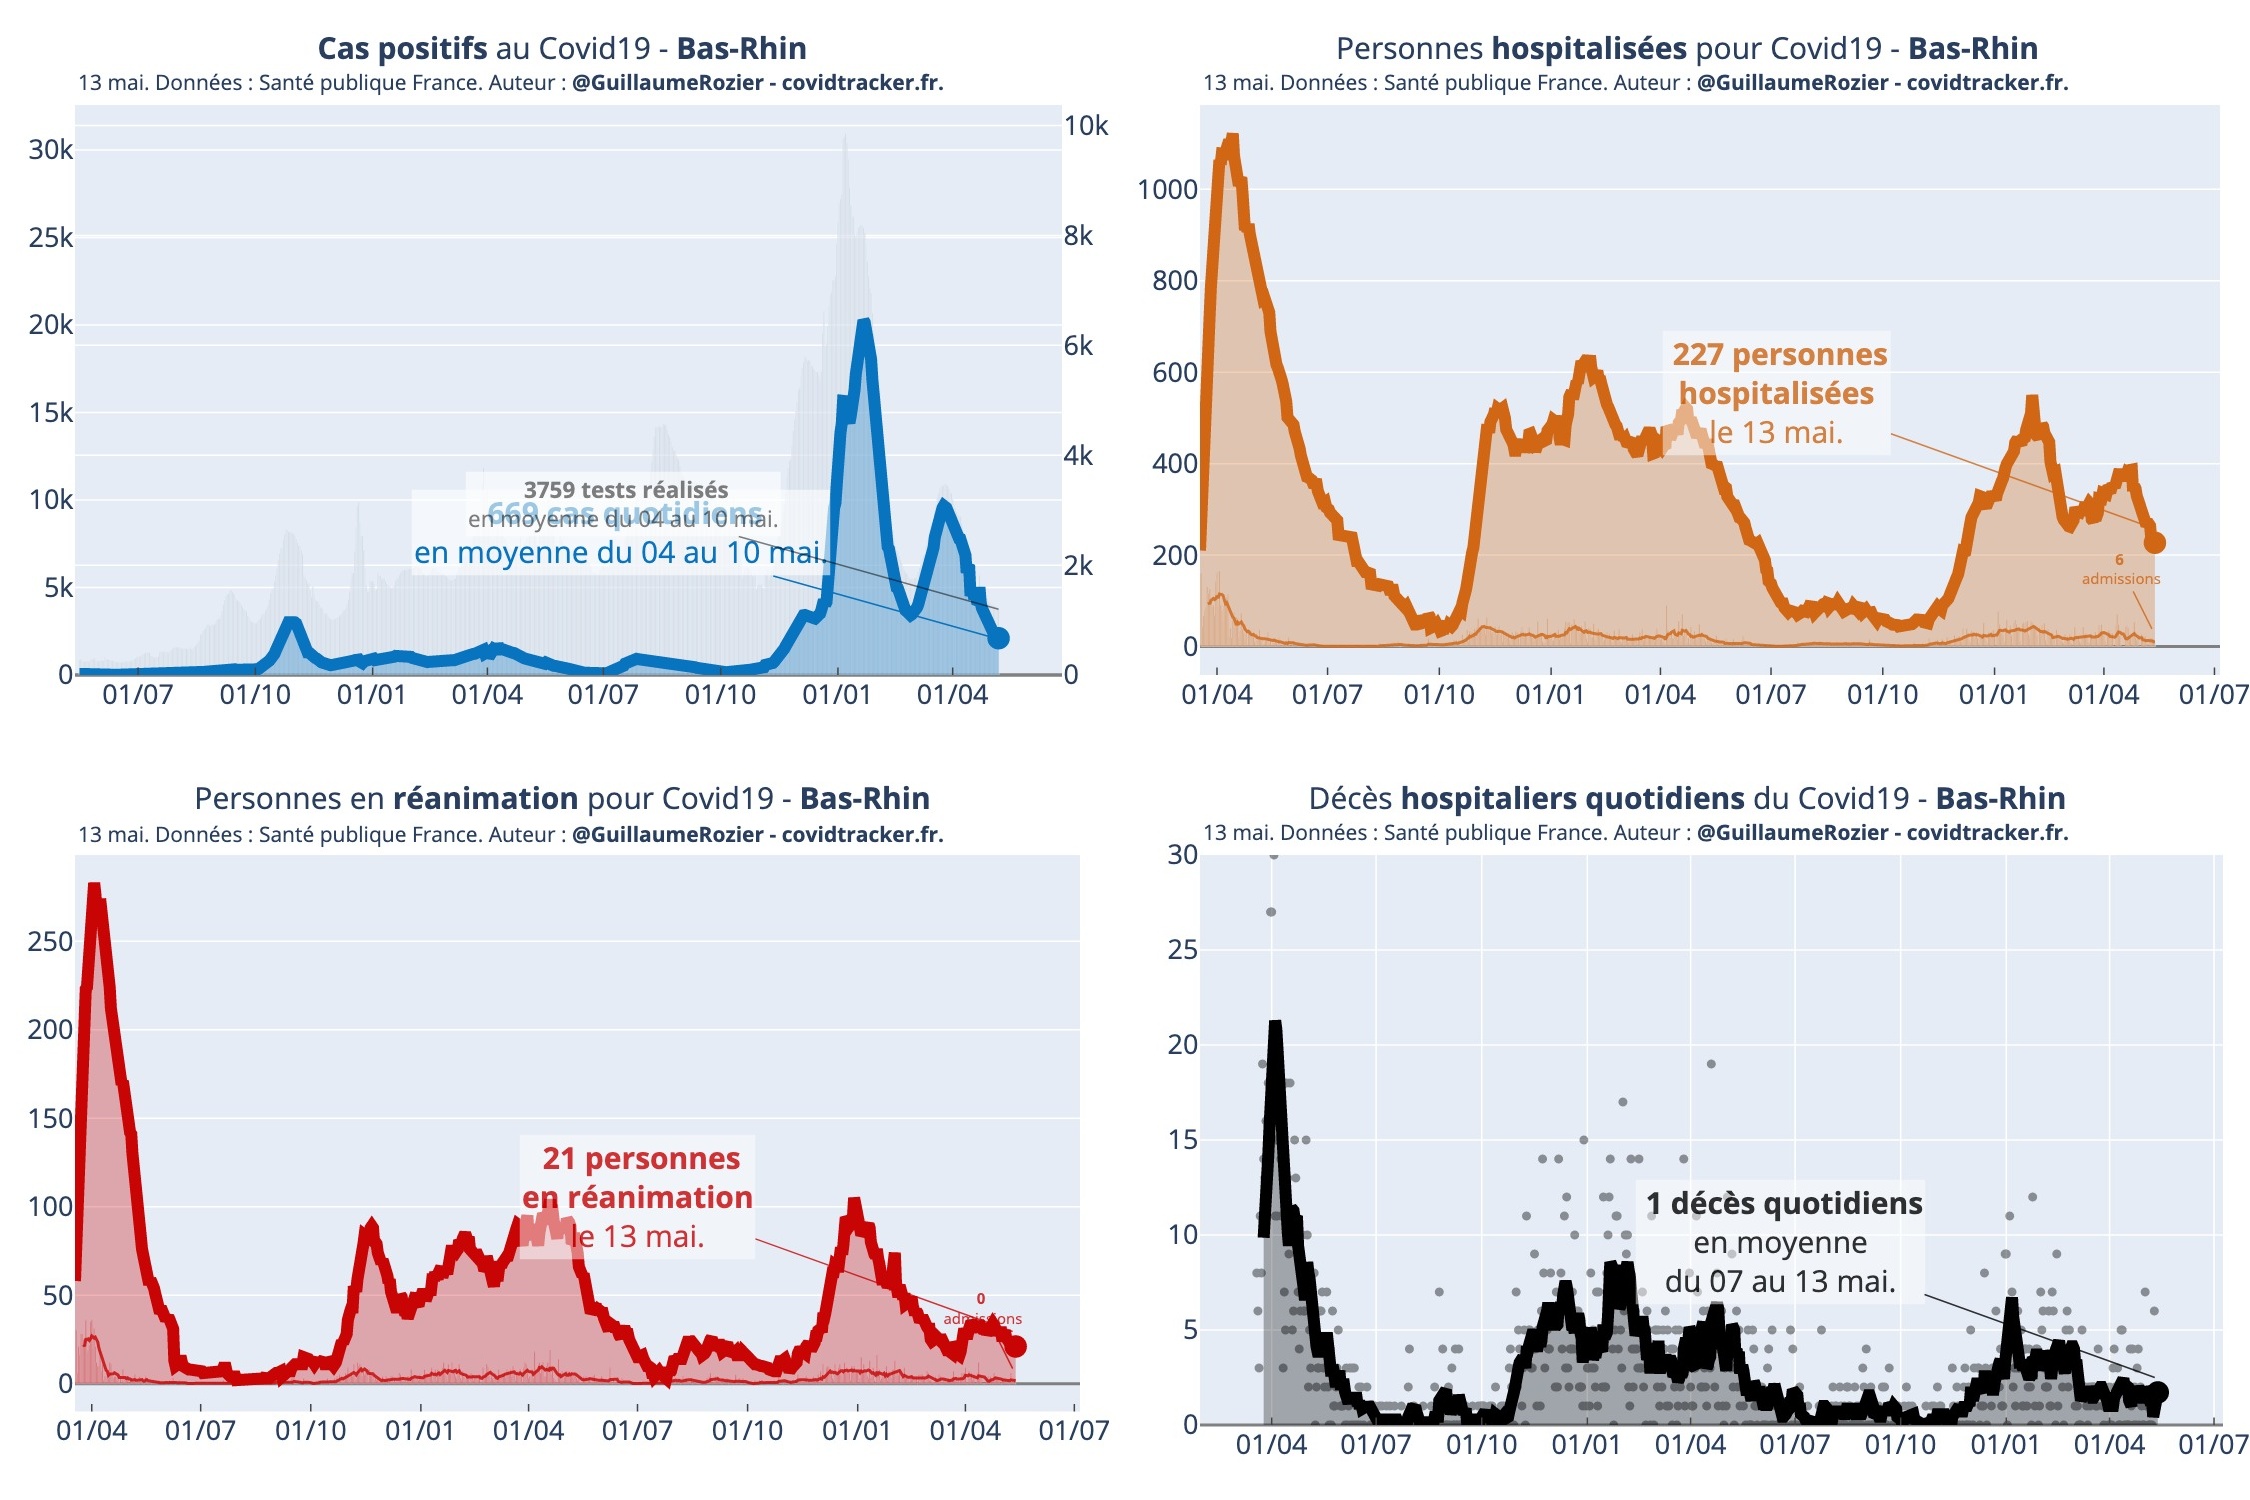 Cas positifs au Covid19 - Bas-Rhin
13 mai. Données : Santé publique France. Auteur : @GuillaumeRozier - covidtracker.fr.
30k
25k
20k
15k
10k
5k
0
10k
8k
6k
4k
2k
0
3759 tests réalisés
en moyenne du 04 au 10 mai.
669 cas quotidiens
en moyenne du 04 au 10 mai.
01/07 01/10 01/01 01/04 01/07 01/10 01/01 01/04
Personnes hospitalisées pour Covid19 - Bas-Rhin
13 mai. Données : Santé publique France. Auteur : @GuillaumeRozier - covidtracker.fr.
1000
800
600
400
200
0
227 personnes
hospitalisées
le 13 mai.
6
admissions
01/04 01/07 01/10 01/01 01/04 01/07 01/10 01/01 01/04 01/07
Personnes en réanimation pour Covid19 - Bas-Rhin
13 mai. Données : Santé publique France. Auteur : @GuillaumeRozier - covidtracker.fr.
250
200
150
100
50
0
21 personnes
en réanimation
le 13 mai.
0
admissions
01/04 01/07 01/10 01/01 01/04 01/07 01/10 01/01 01/04 01/07
Décès hospitaliers quotidiens du Covid19 - Bas-Rhin
13 mai. Données : Santé publique France. Auteur : @GuillaumeRozier - covidtracker.fr.
30
25
20
15
10
5
0
1 décès quotidiens
en moyenne
du 07 au 13 mai.
01/04 01/07 01/10 01/01 01/04 01/07 01/10 01/01 01/04 01/07